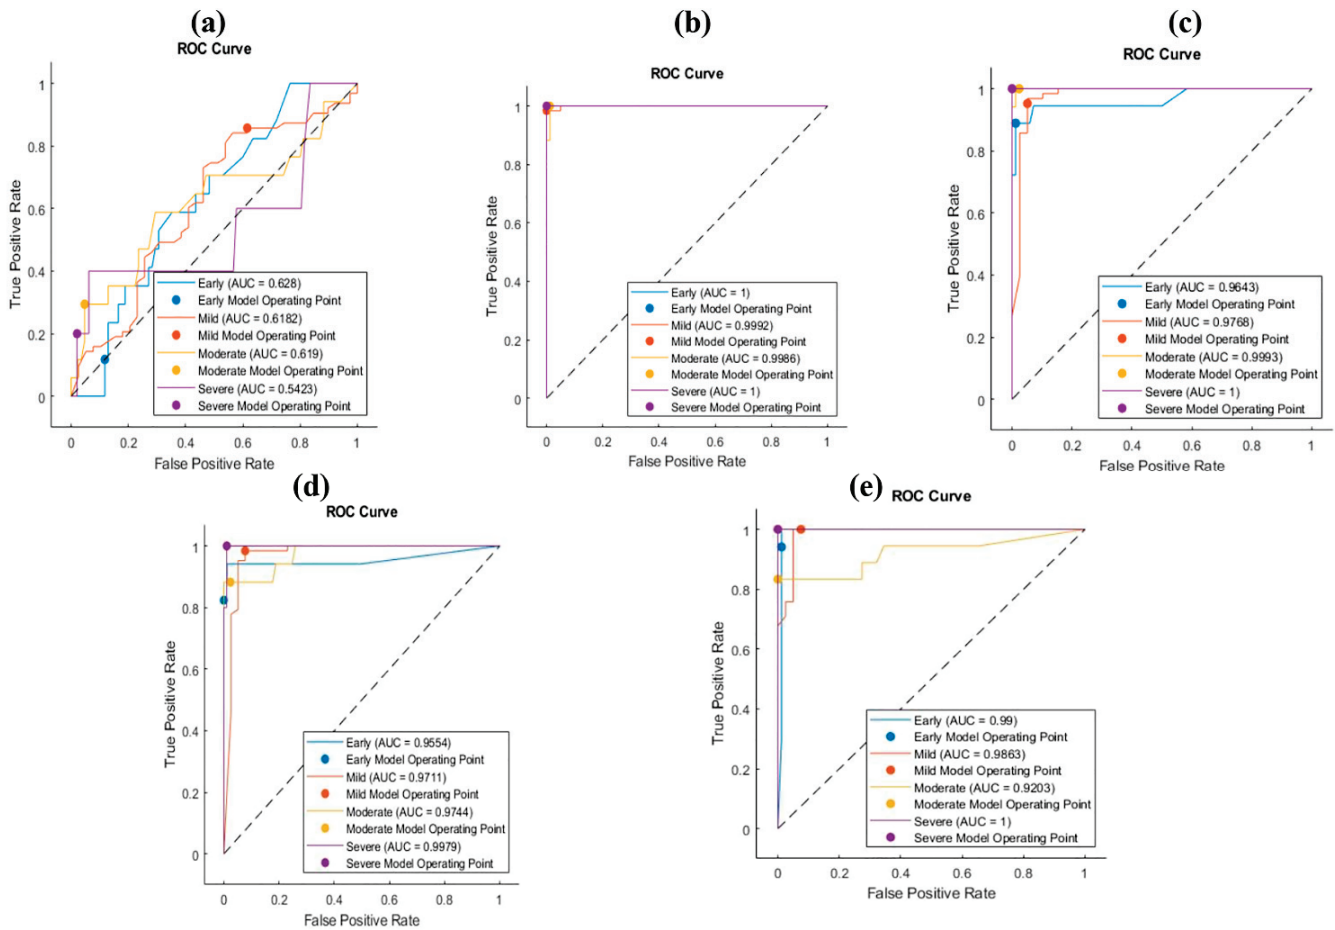 (a)
ROC Curve
1
0.8
0.6
0.4
0.2
0
True Positive Rate
Early (AUC = 0.628)
Early Model Operating Point
Mild (AUC = 0.6182)
Mild Model Operating Point
Moderate (AUC = 0.619)
Moderate Model Operating Point
Severe (AUC = 0.5423)
Severe Model Operating Point
0 0.2 0.4 0.6 0.8 1
False Positive Rate
(b)
ROC Curve
1
0.8
0.6
0.4
0.2
0
True Positive Rate
Early (AUC = 1)
Early Model Operating Point
Mild (AUC = 0.9992)
Mild Model Operating Point
Moderate (AUC = 0.9986)
Moderate Model Operating Point
Severe (AUC = 1)
Severe Model Operating Point
0 0.2 0.4 0.6 0.8 1
False Positive Rate
(c)
ROC Curve
1
0.8
0.6
0.4
0.2
0
True Positive Rate
Early (AUC = 0.9643)
Early Model Operating Point
Mild (AUC = 0.9768)
Mild Model Operating Point
Moderate (AUC = 0.9993)
Moderate Model Operating Point
Severe (AUC = 1)
Severe Model Operating Point
0 0.2 0.4 0.6 0.8 1
False Positive Rate
(d)
ROC Curve
1
0.8
0.6
0.4
0.2
0
True Positive Rate
Early (AUC = 0.9554)
Early Model Operating Point
Mild (AUC = 0.9711)
Mild Model Operating Point
Moderate (AUC = 0.9744)
Moderate Model Operating Point
Severe (AUC = 0.9979)
Severe Model Operating Point
0 0.2 0.4 0.6 0.8 1
False Positive Rate
(e)
ROC Curve
1
0.8
0.6
0.4
0.2
0
True Positive Rate
Early (AUC = 0.99)
Early Model Operating Point
Mild (AUC = 0.9863)
Mild Model Operating Point
Moderate (AUC = 0.9203)
Moderate Model Operating Point
Severe (AUC = 1)
Severe Model Operating Point
0 0.2 0.4 0.6 0.8 1
False Positive Rate